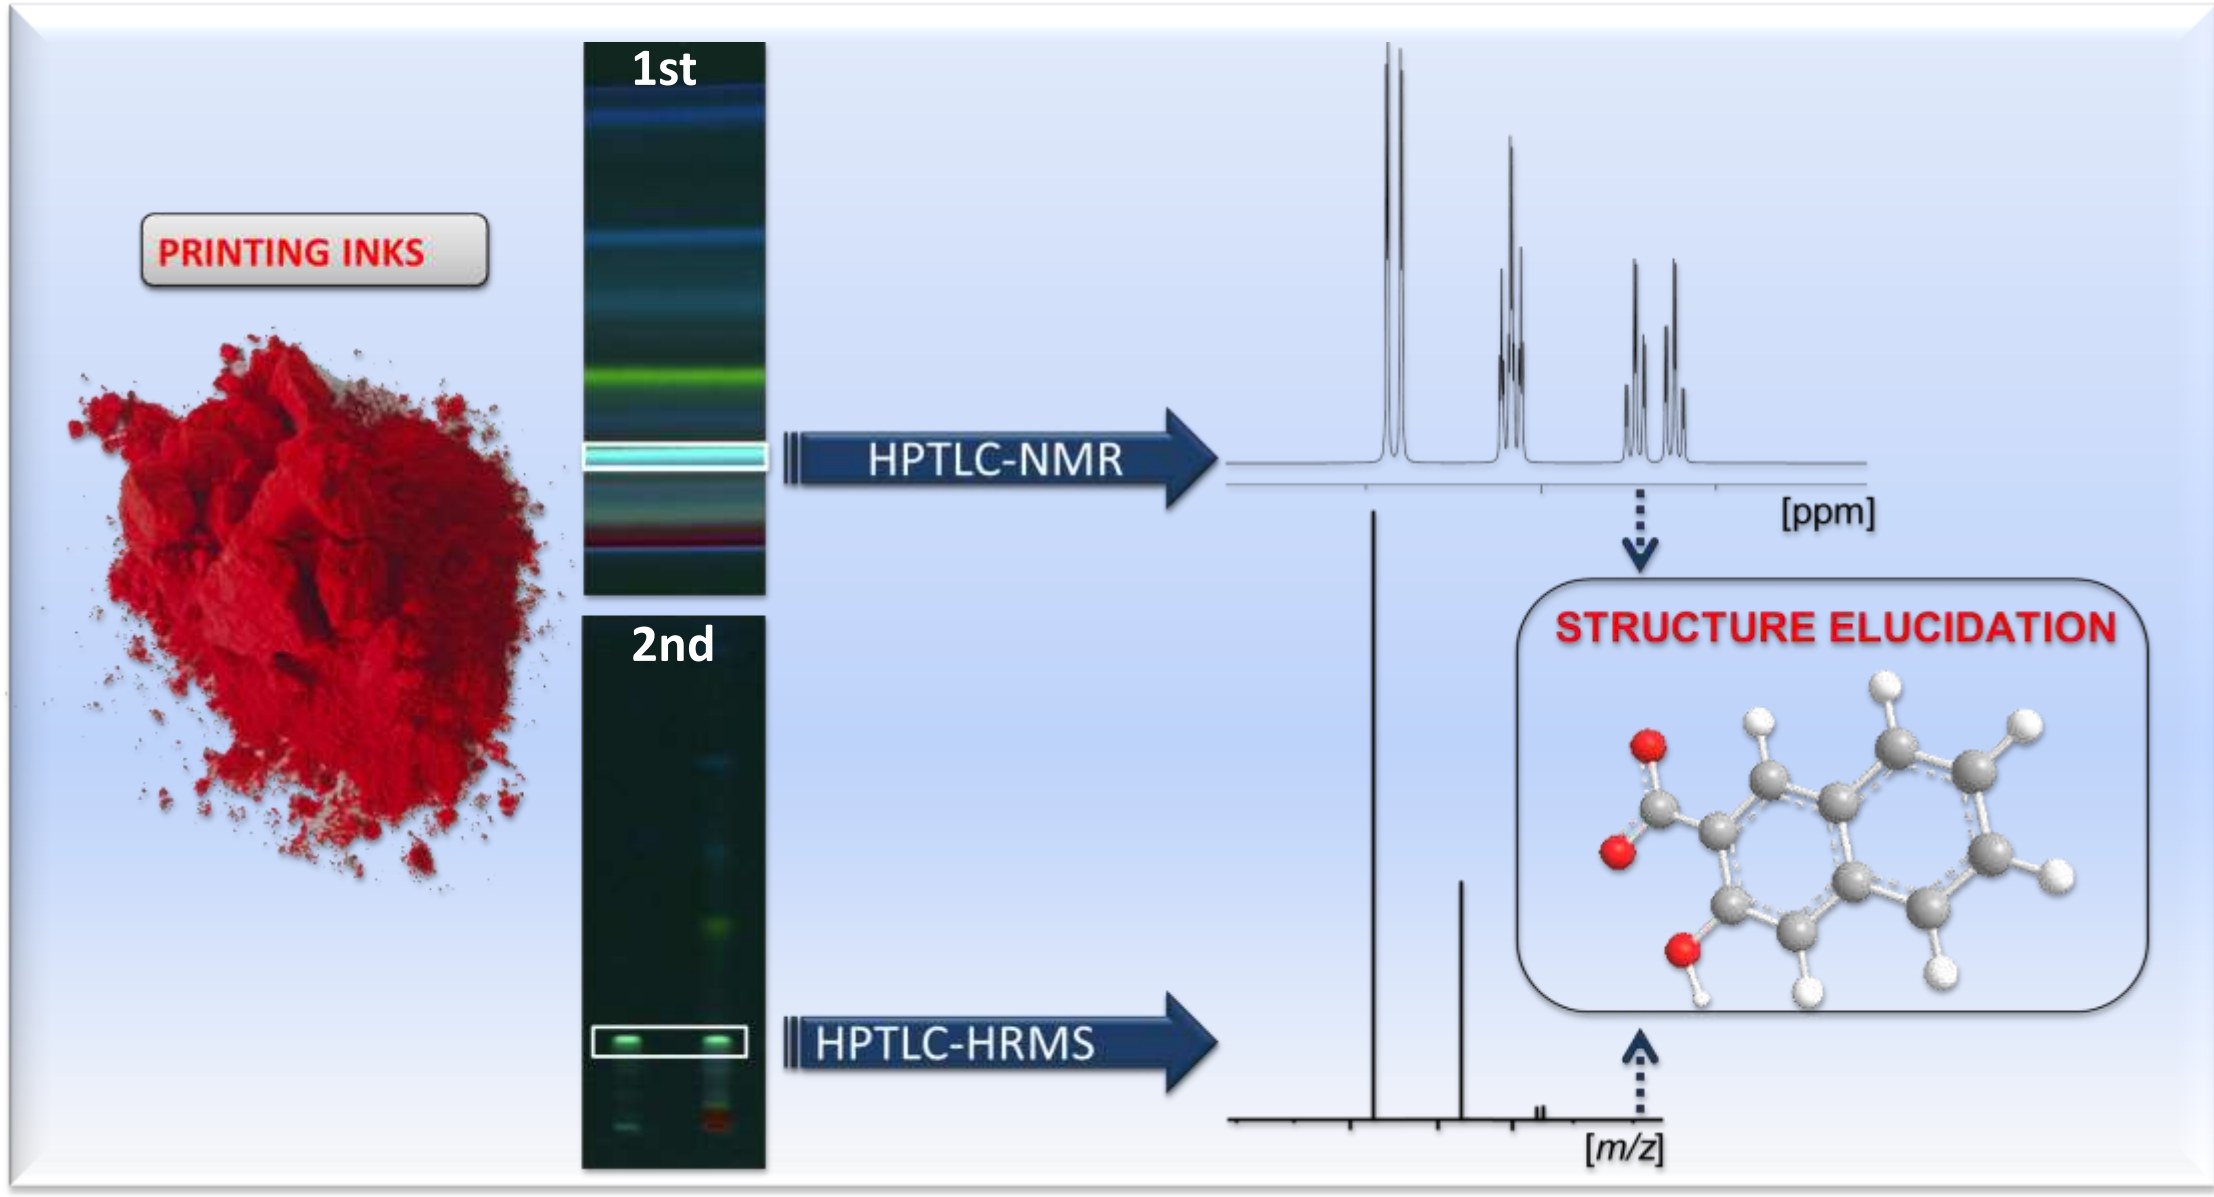 1st
PRINTING INKS
HPTLC-NMR
[ppm]
STRUCTURE ELUCIDATION
2nd
HPTLC-HRMS
[m/z]